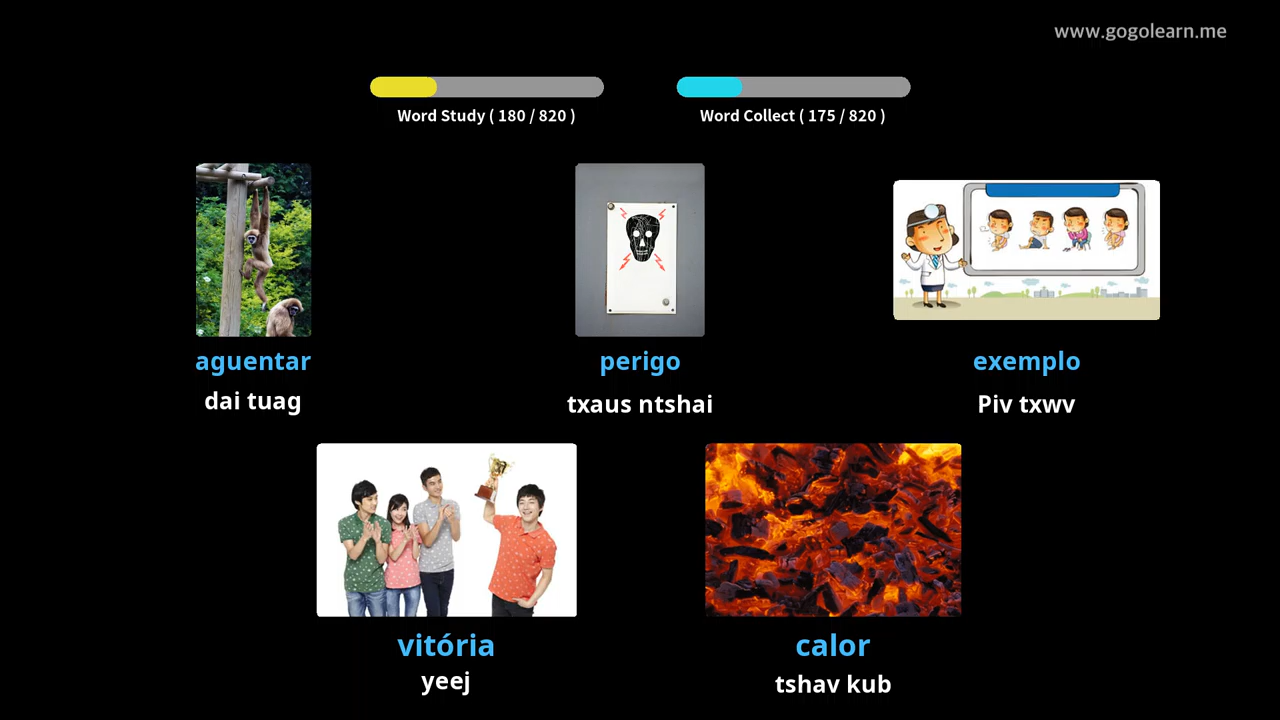 www.gogolearn.me
Word Study ( 180 / 820 )
Word Collect ( 175 / 820 )
aguentar
dai tuag
perigo
txaus ntshai
exemplo
Piv txwv
vitória
yeej
calor
tshav kub